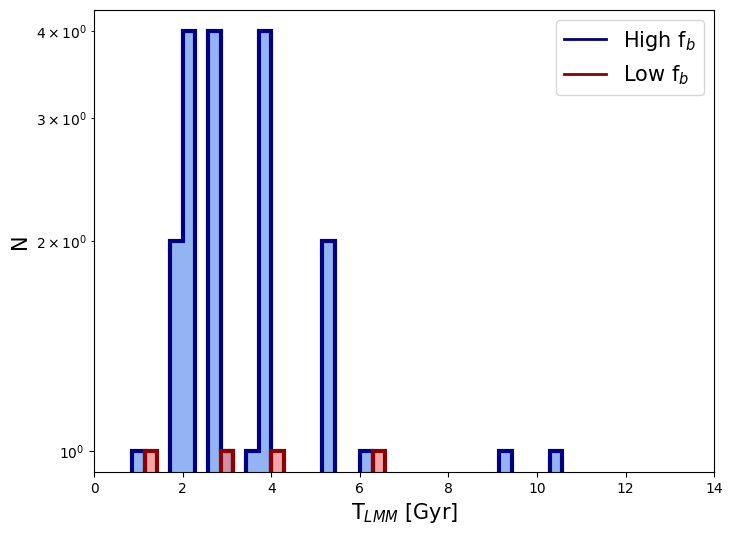 High f_b
Low f_b
4 × 10^0
3 × 10^0
2 × 10^0
10^0
N
0 2 4 6 8 10 12 14
T_LMM [Gyr]